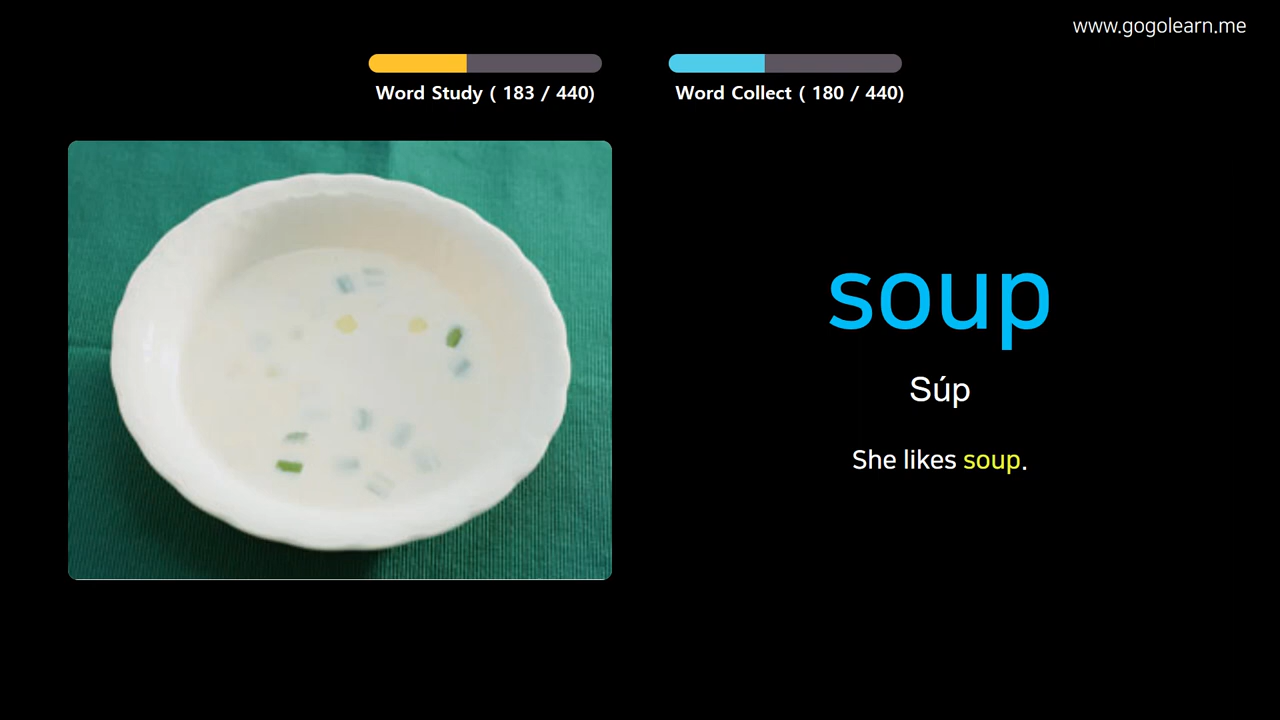 www.gogolearn.me
Word Study ( 183 / 440)
Word Collect ( 180 / 440)
soup
Súp
She likes soup.